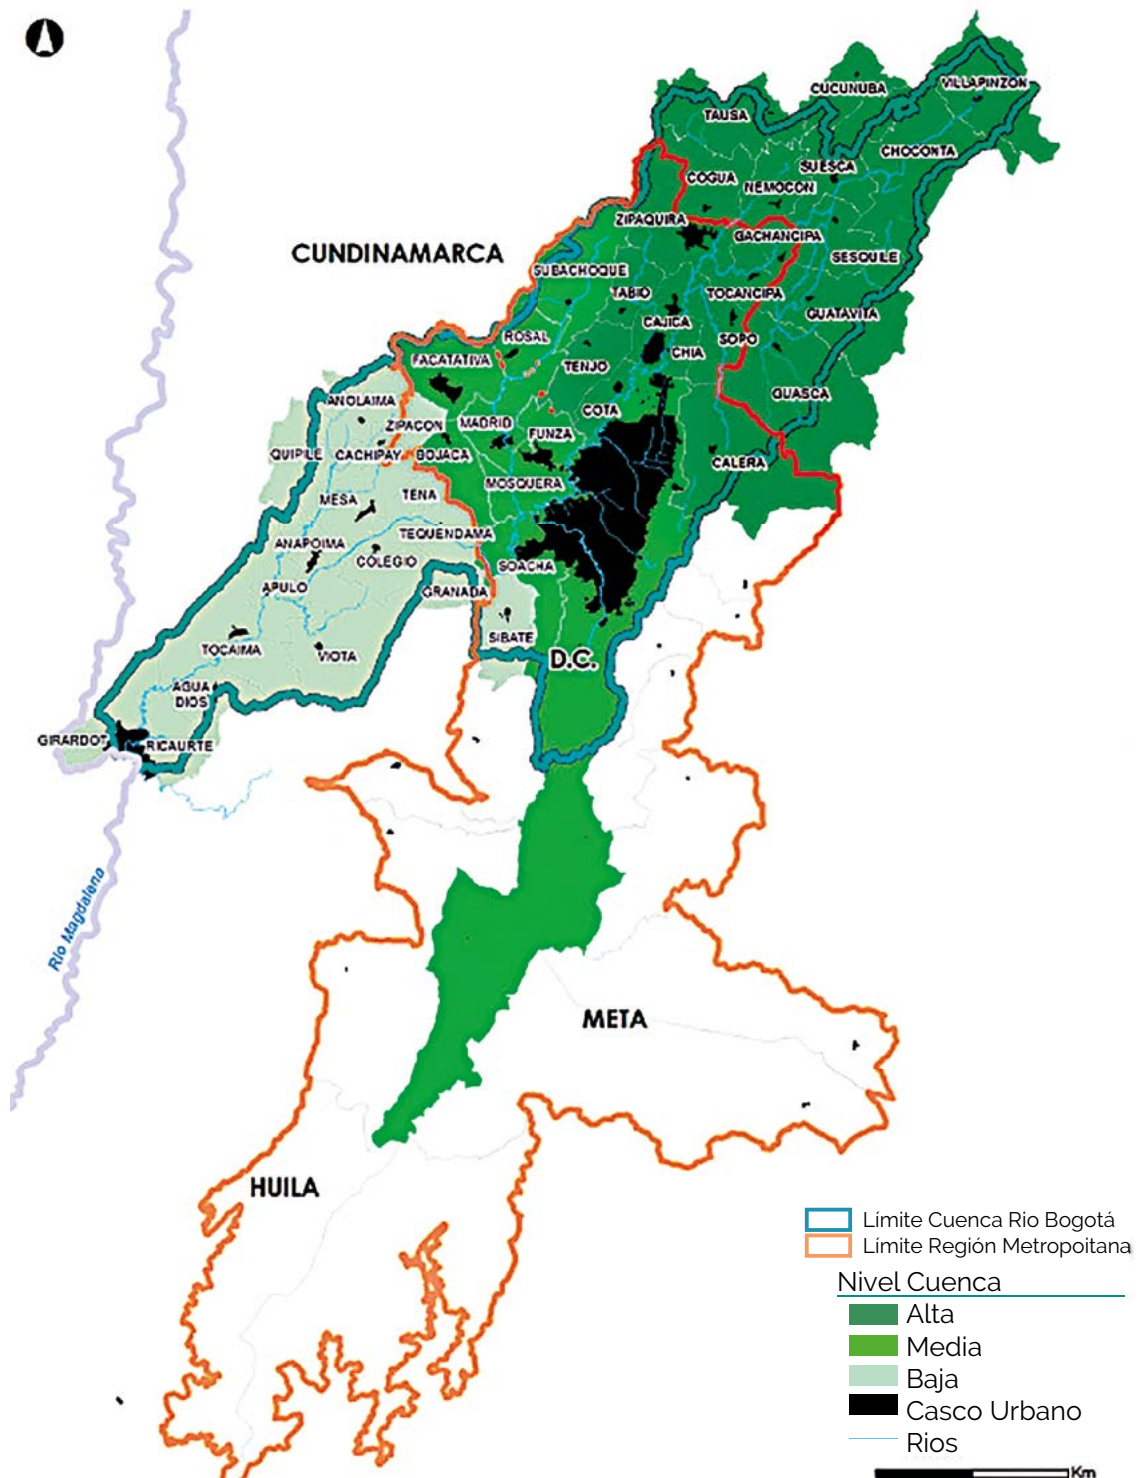 CUCUNUBA
VILLAPINZON
TAUSA
CHOCONTA
SUESCA
COGUA
NEMOCON
ZIPAQUIRA
GACHANCIPA
CUNDINAMARCA
SESQUILE
SUBACHOQUE
TABIO
TOCANCIPA
GUATAVITA
CAJICA
ROSAL
SOPO
CHIA
FACATATIVA
TENJO
GUASCA
ANOLAIMA
COTA
ZIPACON
MADRID
FUNZA
QUIPILE
CACHIPAY
BOJACA
CALERA
MOSQUERA
MESA
TENA
TEQUENDAMA
ANAPOIMA
COLEGIO
SOACHA
APULO
GRANADA
SIBATE
TOCAIMA
VIOTA
D.C.
AGUA
DIOS
GIRARDOT
RICAURTE
Río Magdalena
META
HUILA
Límite Cuenca Rio Bogotá
Límite Región Metropoitana
Nivel Cuenca
Alta
Media
Baja
Casco Urbano
Rios
Km